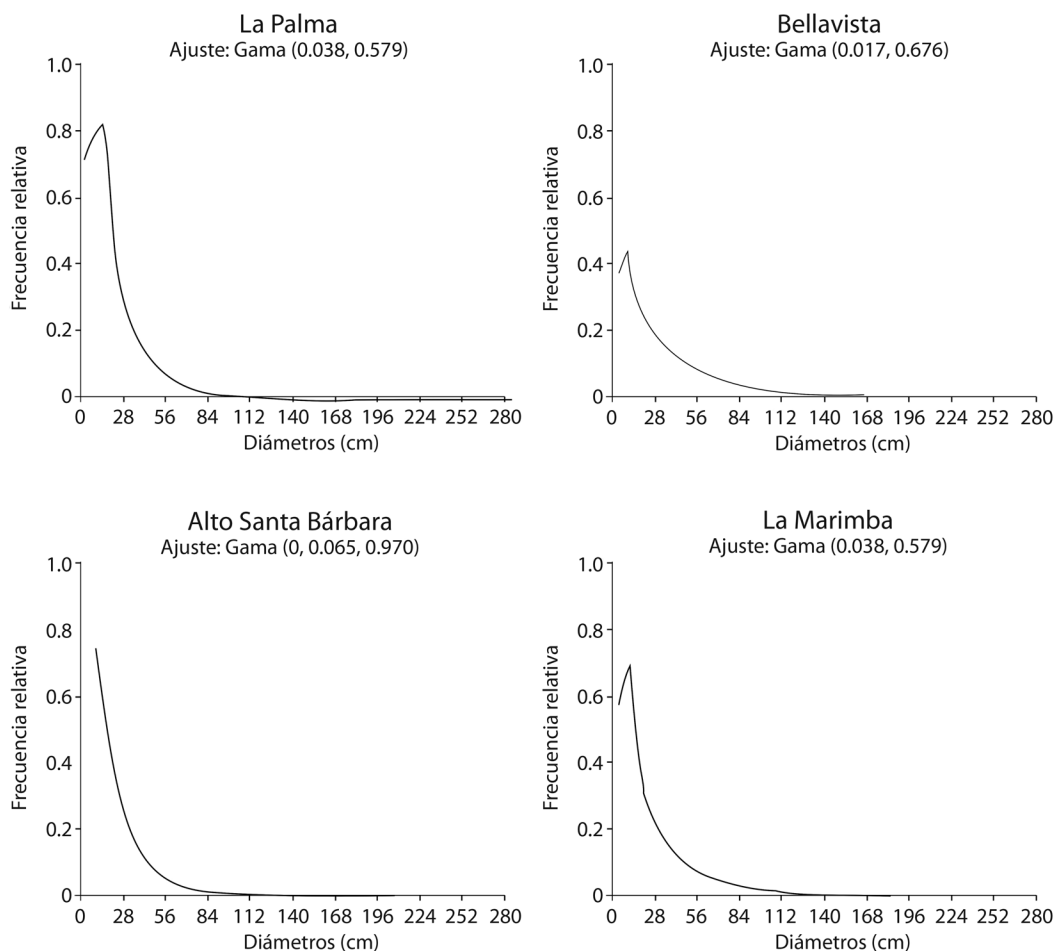 La Palma
Ajuste: Gama (0.038, 0.579)
1.0
0.8
0.6
0.4
0.2
0
Frecuencia relativa
0 28 56 84 112 140 168 196 224 252 280
Diámetros (cm)
Bellavista
Ajuste: Gama (0.017, 0.676)
1.0
0.8
0.6
0.4
0.2
0
Frecuencia relativa
0 28 56 84 112 140 168 196 224 252 280
Diámetros (cm)
Alto Santa Bárbara
Ajuste: Gama (0, 0.065, 0.970)
1.0
0.8
0.6
0.4
0.2
0
Frecuencia relativa
0 28 56 84 112 140 168 196 224 252 280
Diámetros (cm)
La Marimba
Ajuste: Gama (0.038, 0.579)
1.0
0.8
0.6
0.4
0.2
0
Frecuencia relativa
0 28 56 84 112 140 168 196 224 252 280
Diámetros (cm)